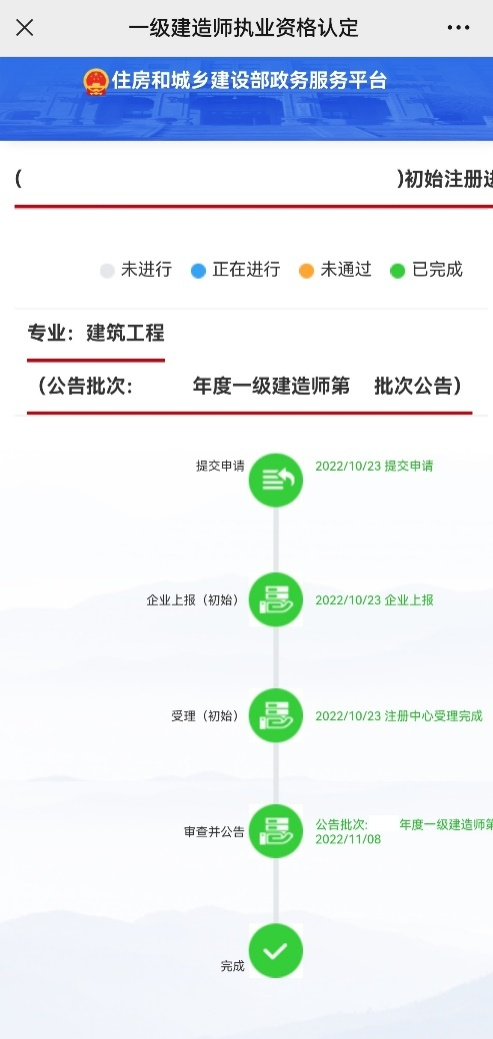 一级建造师执业资格认定
住房和城乡建设部政务服务平台
( )初始注册进
未进行 正在进行 未通过 已完成
专业：建筑工程
（公告批次： 年度一级建造师第 批次公告）
提交申请 2022/10/23 提交申请
企业上报（初始） 2022/10/23 企业上报
受理（初始） 2022/10/23 注册中心受理完成
审查并公告 公告批次: 年度一级建造师第
2022/11/08
完成